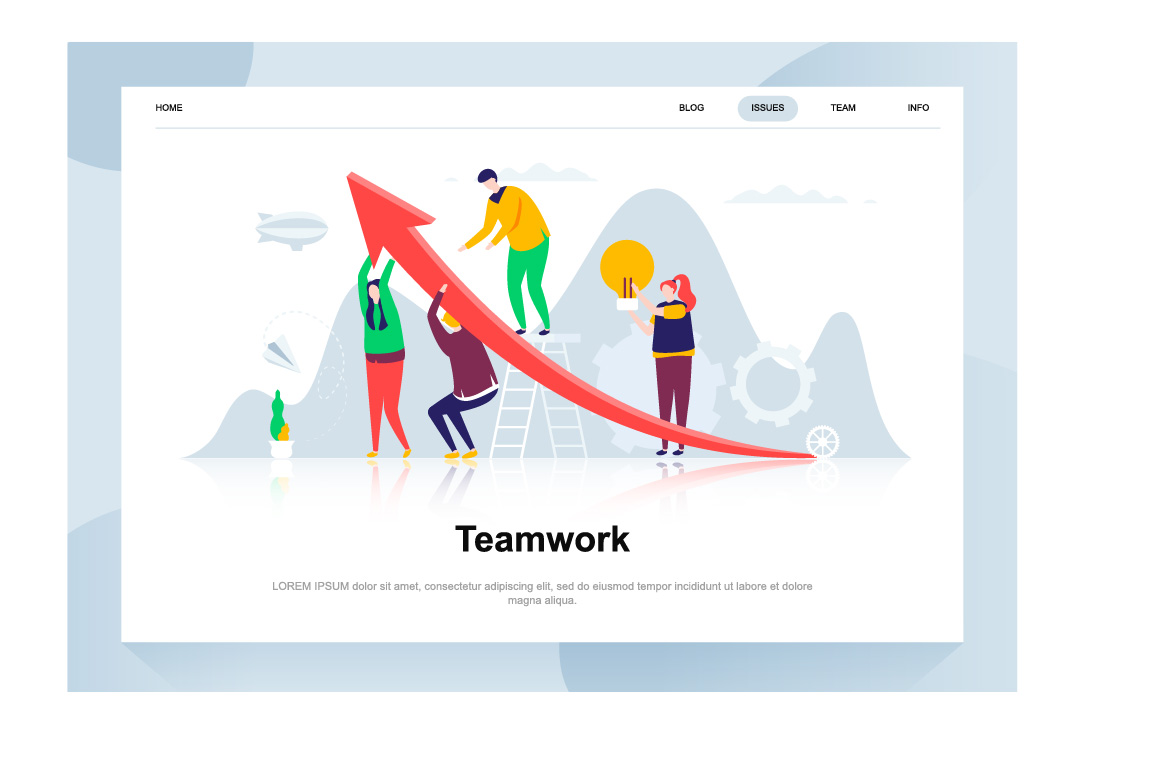 HOME BLOG ISSUES TEAM INFO
Teamwork
LOREM IPSUM dolor sit amet, consectetur adipiscing elit, sed do eiusmod tempor incididunt ut labore et dolore
magna aliqua.